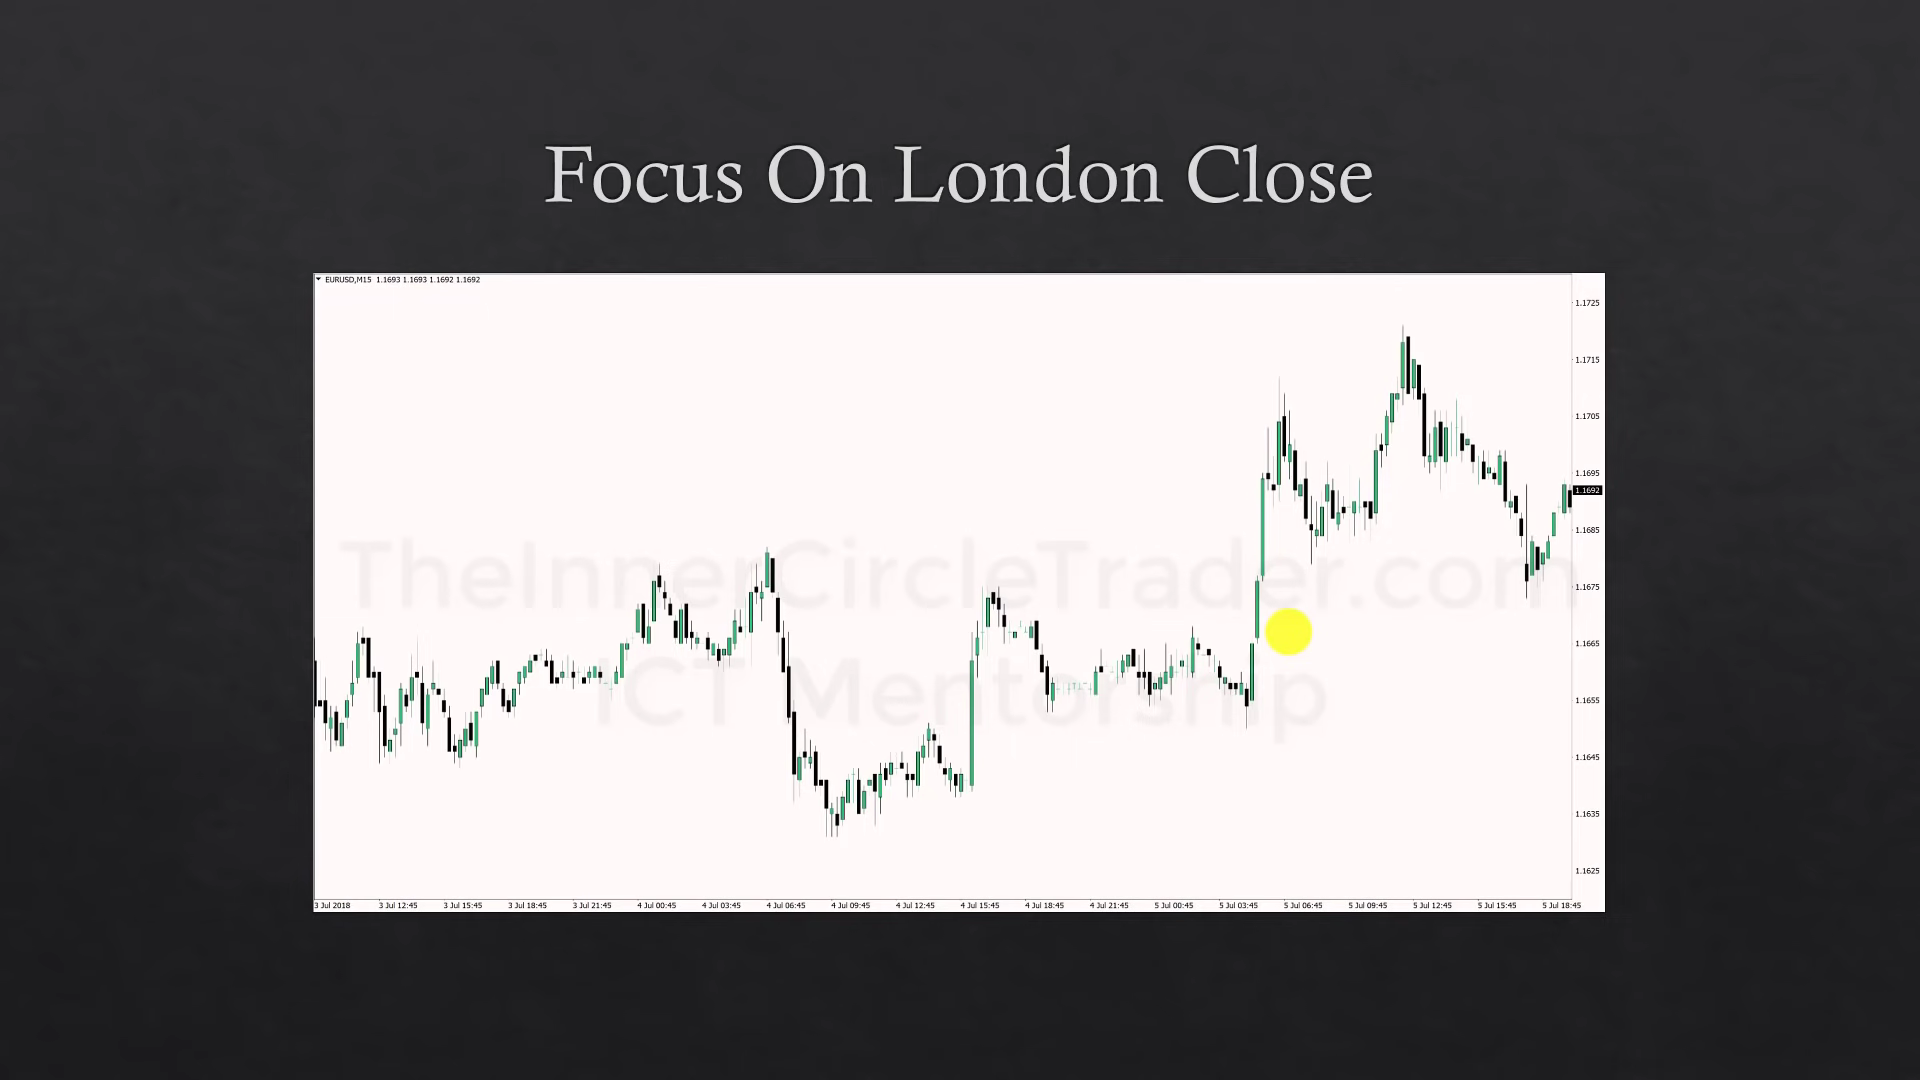 Focus On London Close
EURUSD,M15 1.1693 1.1693 1.1692 1.1692
1.1725
1.1715
1.1705
1.1695
1.1692
1.1685
1.1675
1.1665
1.1655
1.1645
1.1635
1.1625
TheInnerCircleTrader.com
ICT Mentorship
3 Jul 2018 3 Jul 12:45 3 Jul 15:45 3 Jul 18:45 3 Jul 21:45 4 Jul 00:45 4 Jul 03:45 4 Jul 06:45 4 Jul 09:45 4 Jul 12:45 4 Jul 15:45 4 Jul 18:45 4 Jul 21:45 5 Jul 00:45 5 Jul 03:45 5 Jul 06:45 5 Jul 09:45 5 Jul 12:45 5 Jul 15:45 5 Jul 18:45